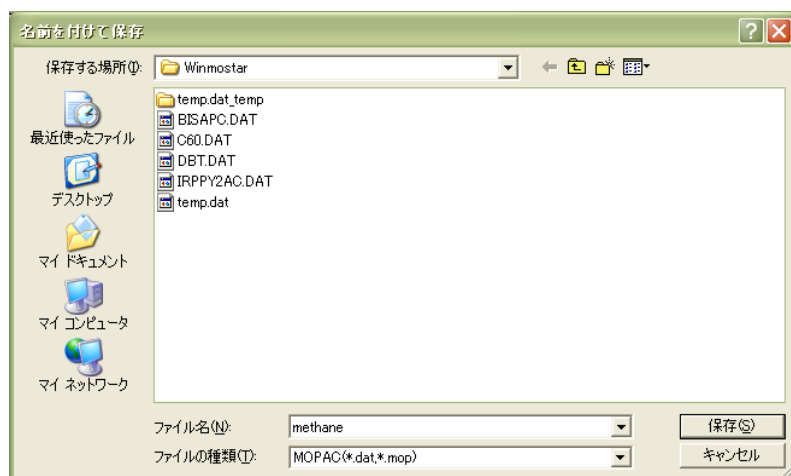 名前を付けて保存
保存する場所(I):
Winmostar
最近使ったファイル
デスクトップ
マイ ドキュメント
マイ コンピュータ
マイ ネットワーク
temp.dat_temp
BISAPC.DAT
C60.DAT
DBT.DAT
IRPPY2AC.DAT
temp.dat
ファイル名(N):
methane
保存(S)
ファイルの種類(T):
MOPAC(*.dat,*.mop)
キャンセル